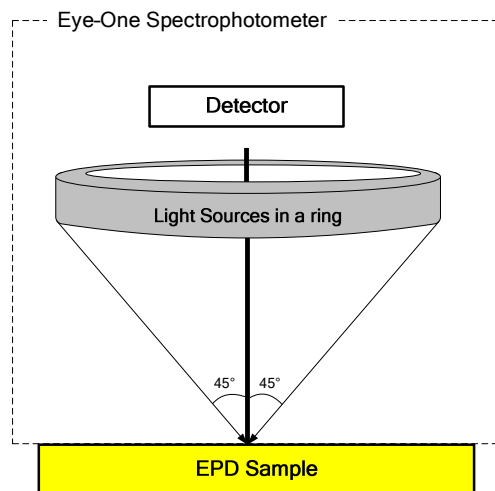 Eye-One Spectrophotometer
Detector
Light Sources in a ring
45° 45°
EPD Sample